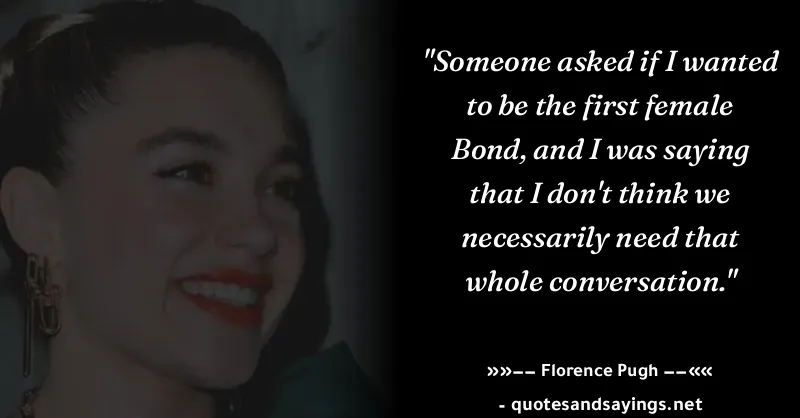 "Someone asked if I wanted
to be the first female
Bond, and I was saying
that I don't think we
necessarily need that
whole conversation."
»»−− Florence Pugh −−««
- quotesandsayings.net